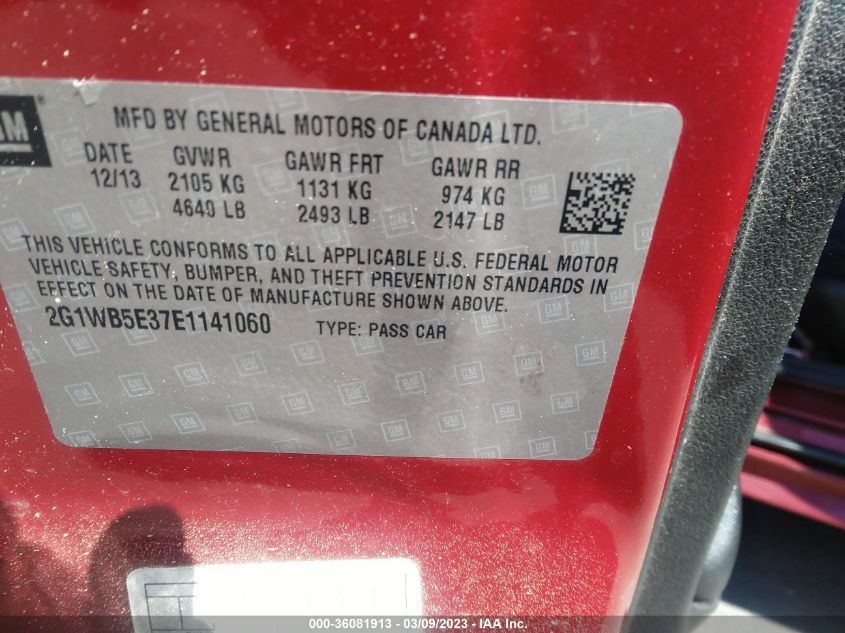 GM
MFD BY GENERAL MOTORS OF CANADA LTD.
DATE GVWR GAWR FRT GAWR RR
12/13 2105 KG 1131 KG 974 KG
4640 LB 2493 LB 2147 LB
THIS VEHICLE CONFORMS TO ALL APPLICABLE U.S. FEDERAL MOTOR
VEHICLE SAFETY, BUMPER, AND THEFT PREVENTION STANDARDS IN
EFFECT ON THE DATE OF MANUFACTURE SHOWN ABOVE.
2G1WB5E37E1141060 TYPE: PASS CAR
000-36081913 - 03/09/2023 - IAA Inc.